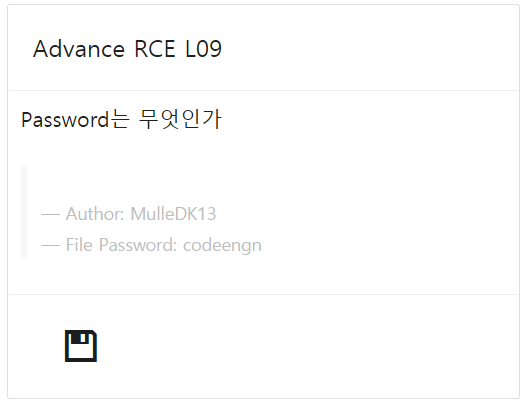 Advance RCE L09
Password는 무엇인가
— Author: MulleDK13
— File Password: codeengn